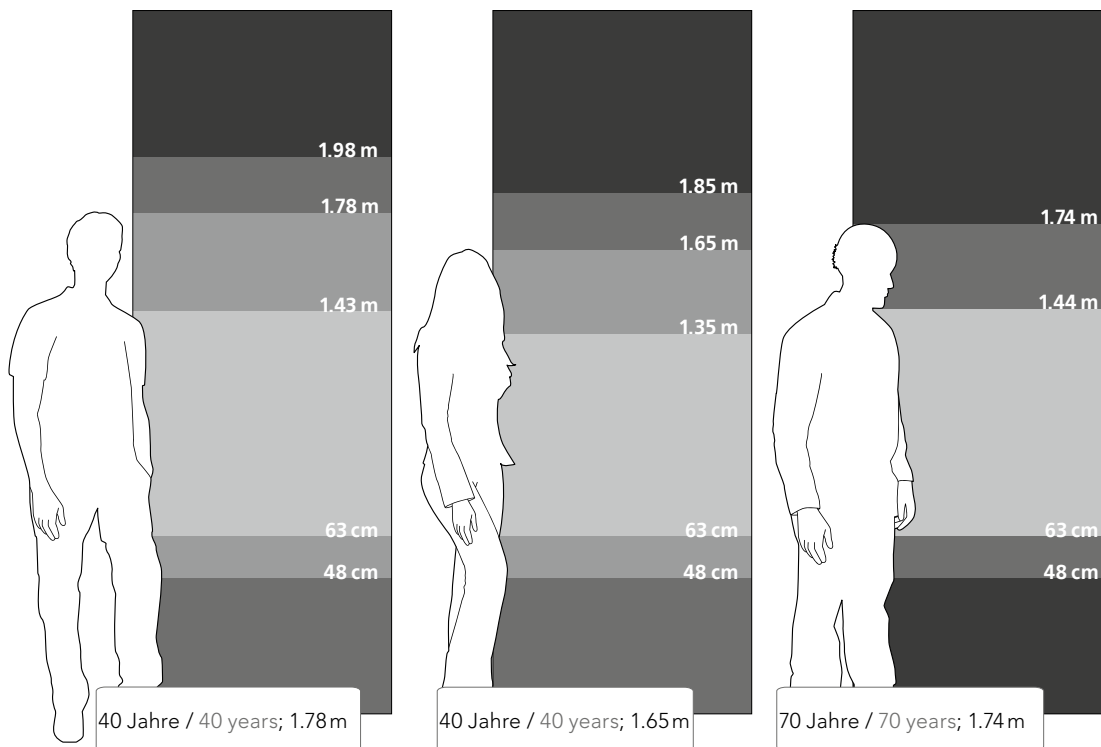 1.98 m
1.78 m
1.43 m
63 cm
48 cm
40 Jahre / 40 years; 1.78 m
1.85 m
1.65 m
1.35 m
63 cm
48 cm
40 Jahre / 40 years; 1.65 m
1.74 m
1.44 m
63 cm
48 cm
70 Jahre / 70 years; 1.74 m